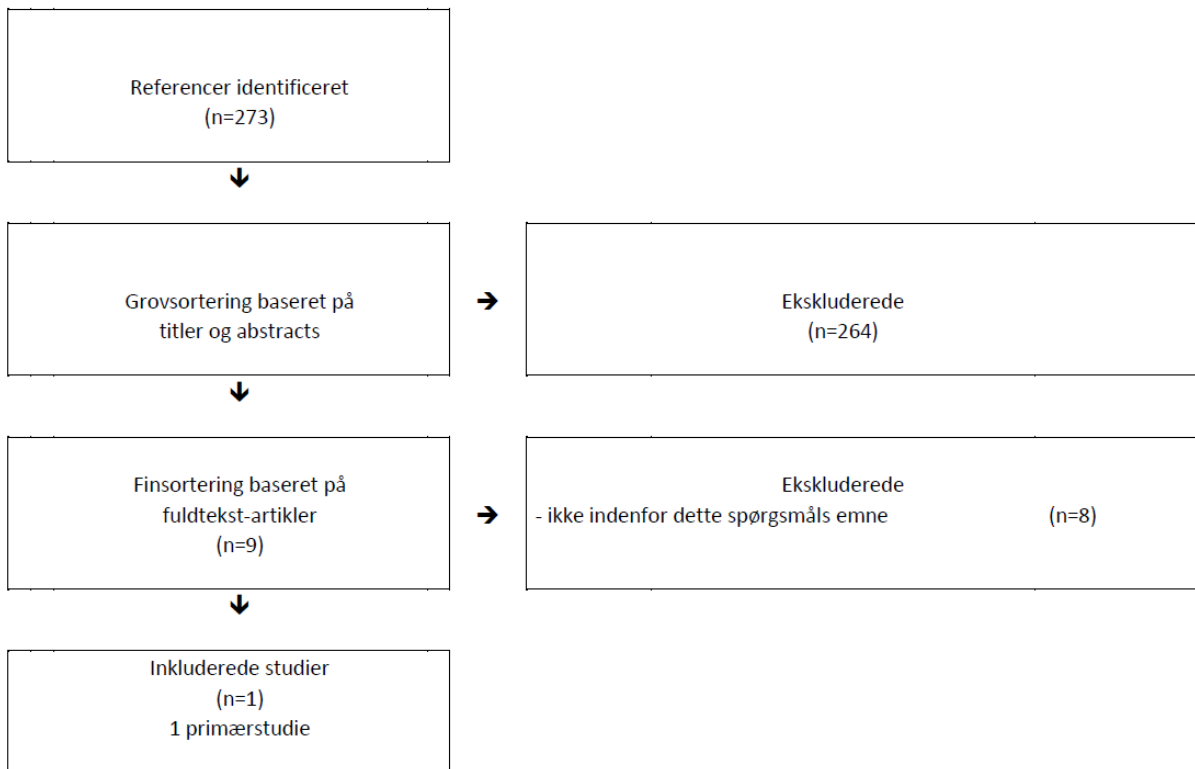 Referencer identificeret
(n=273)
🡻
Grovsortering baseret på
titler og abstracts
🡺
Ekskluderede
(n=264)
🡻
Finsortering baseret på
fuldtekst-artikler
(n=9)
🡺
Ekskluderede
- ikke indenfor dette spørgsmåls emne (n=8)
🡻
Inkluderede studier
(n=1)
1 primærstudie